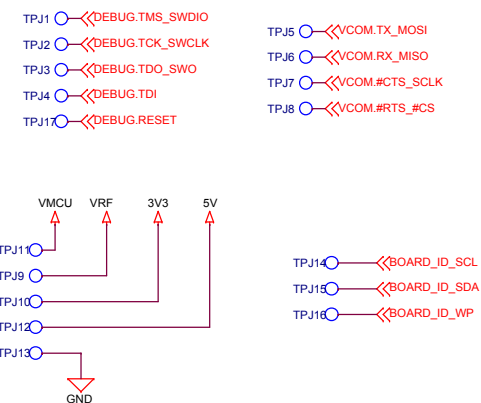 TPJ1 DEBUG.TMS_SWDIO
TPJ2 DEBUG.TCK_SWCLK
TPJ3 DEBUG.TDO_SWO
TPJ4 DEBUG.TDI
TPJ17 DEBUG.RESET
TPJ5 VCOM.TX_MOSI
TPJ6 VCOM.RX_MISO
TPJ7 VCOM.#CTS_SCLK
TPJ8 VCOM.#RTS_#CS
VMCU VRF 3V3 5V
TPJ11
TPJ9
TPJ10
TPJ12
TPJ13
GND
TPJ14 BOARD_ID_SCL
TPJ15 BOARD_ID_SDA
TPJ16 BOARD_ID_WP